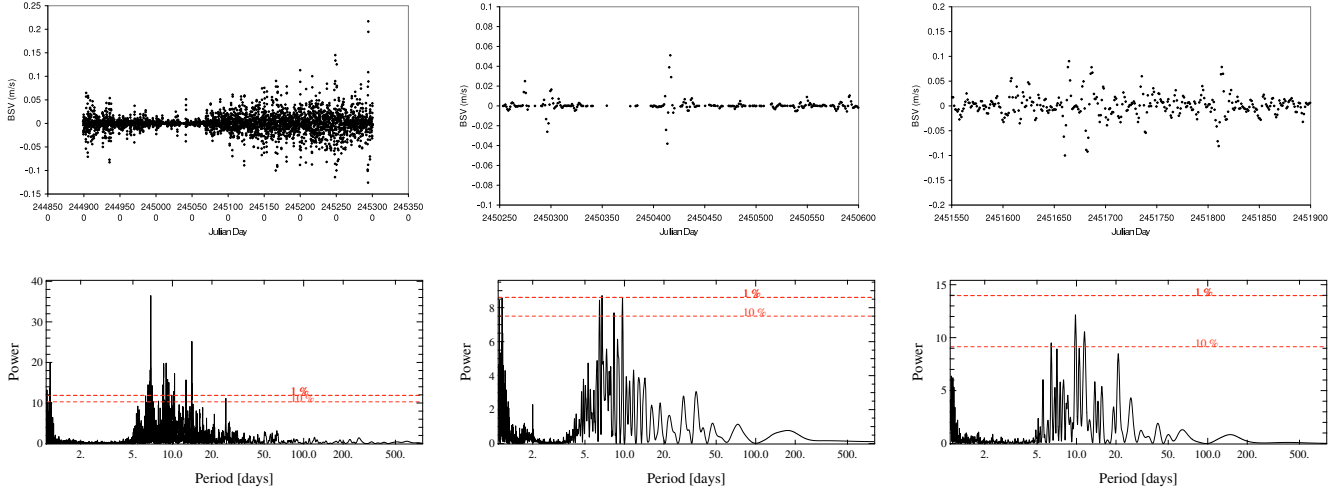 0.25
0.2
0.15
0.1
0.05
0
-0.05
-0.1
-0.15
BSV (m/s)
244850 244900 244950 245000 245050 245100 245150 245200 245250 245300 245350
0 0 0 0 0 0 0 0 0 0 0
Jullian Day
0.1
0.08
0.06
0.04
0.02
0
-0.02
-0.04
-0.06
-0.08
-0.1
BSV (m/s)
2450250 2450300 2450350 2450400 2450450 2450500 2450550 2450600
Jullian Day
0.2
0.15
0.1
0.05
0
-0.05
-0.1
-0.15
-0.2
BSV (m/s)
2451550 2451600 2451650 2451700 2451750 2451800 2451850 2451900
Jullian Day
40
30
20
10
0
Power
1 %
10 %
2. 5. 10.0 20. 50. 100.0 200. 500.
Period [days]
8
6
4
2
0
Power
1 %
10 %
2. 5. 10.0 20. 50. 100.0 200. 500.
Period [days]
15
10
5
0
Power
1 %
10 %
2. 5. 10.0 20. 50. 100.0 200. 500.
Period [days]